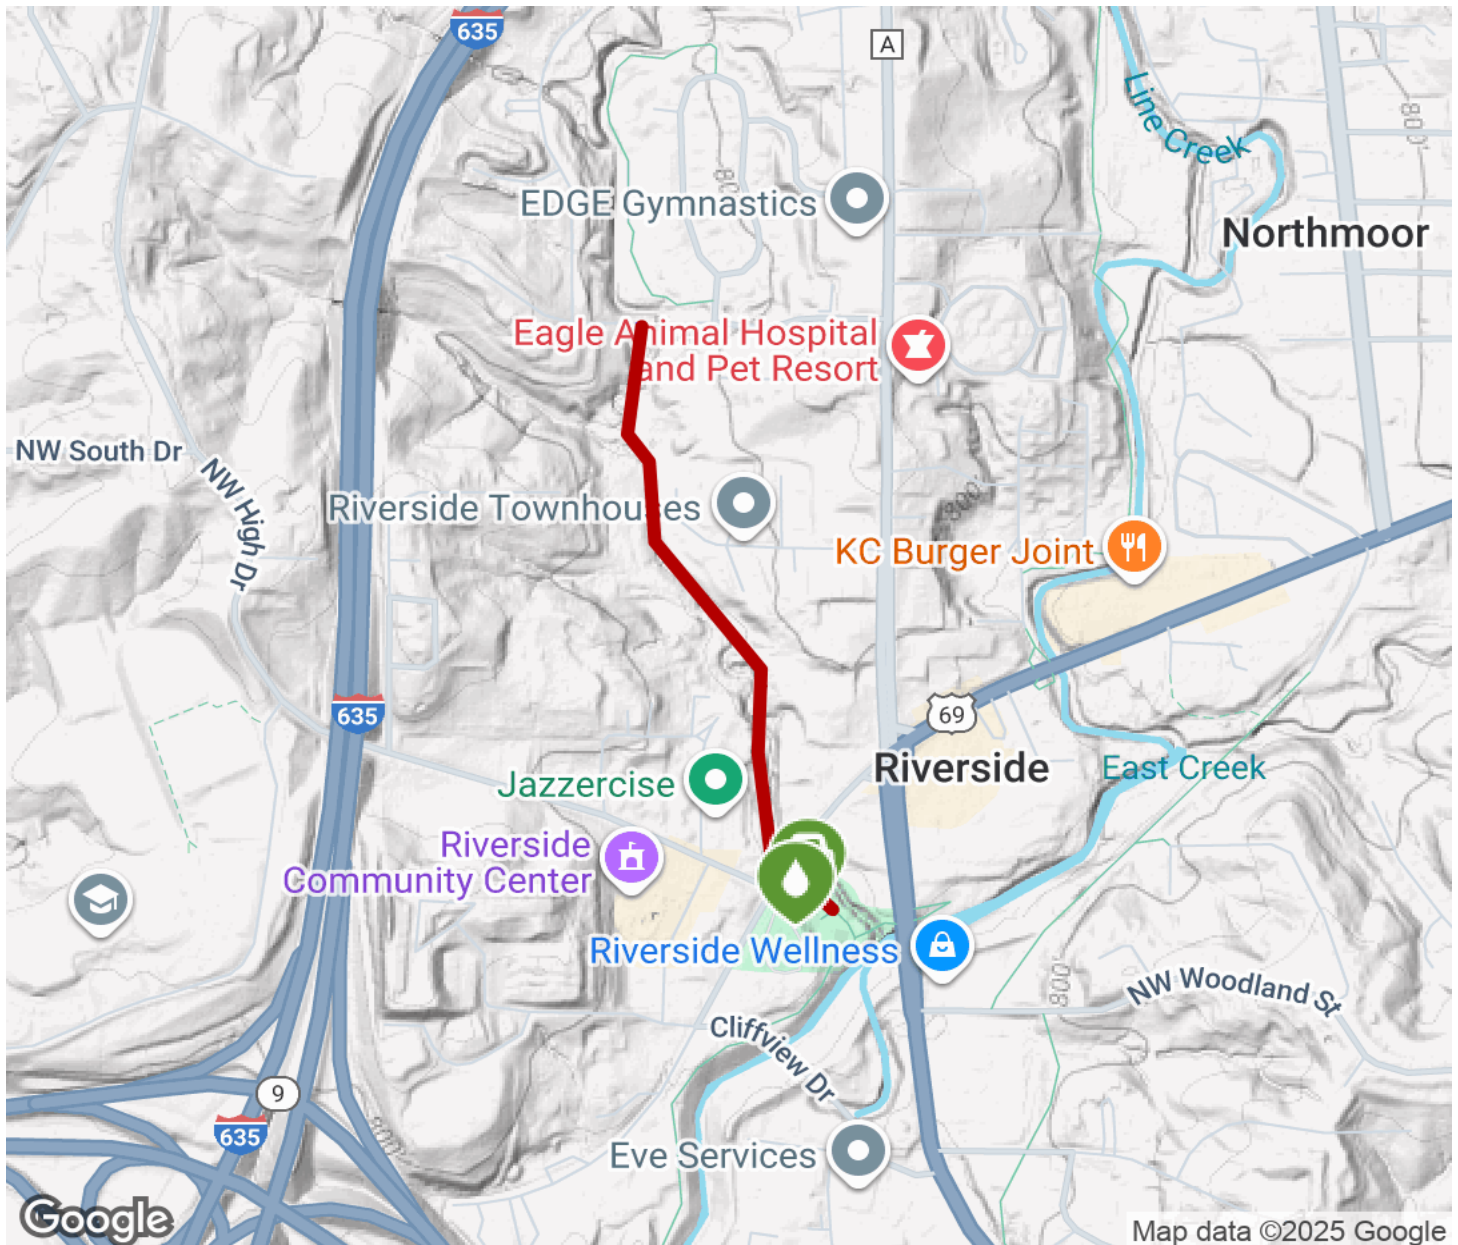 635
A
Line Creek
EDGE Gymnastics
Northmoor
Eagle Animal Hospital
and Pet Resort
NW South Dr
NW High Dr
Riverside Townhouses
800'
KC Burger Joint
635
69
Riverside
East Creek
Jazzercise
Riverside
Community Center
Riverside Wellness
800'
NW Woodland St
Cliffview Dr
9
635
Eve Services
Google
Map data ©2025 Google